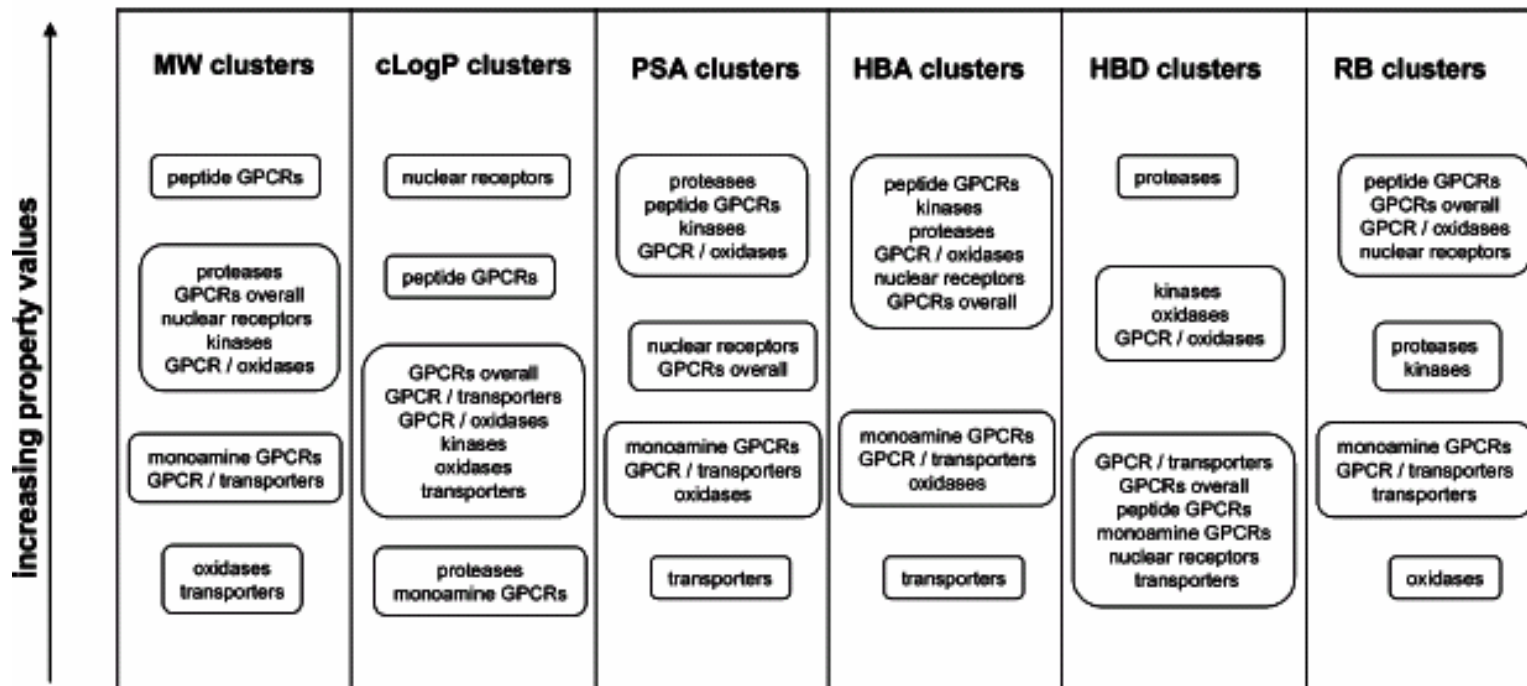 increasing property values
MW clusters
peptide GPCRs
proteases
GPCRs overall
nuclear receptors
kinases
GPCR / oxidases
monoamine GPCRs
GPCR / transporters
oxidases
transporters
cLogP clusters
nuclear receptors
peptide GPCRs
GPCRs overall
GPCR / transporters
GPCR / oxidases
kinases
oxidases
transporters
proteases
monoamine GPCRs
PSA clusters
proteases
peptide GPCRs
kinases
GPCR / oxidases
nuclear receptors
GPCRs overall
monoamine GPCRs
GPCR / transporters
oxidases
transporters
HBA clusters
peptide GPCRs
kinases
proteases
GPCR / oxidases
nuclear receptors
GPCRs overall
monoamine GPCRs
GPCR / transporters
oxidases
transporters
HBD clusters
proteases
kinases
oxidases
GPCR / oxidases
GPCR / transporters
GPCRs overall
peptide GPCRs
monoamine GPCRs
nuclear receptors
transporters
RB clusters
peptide GPCRs
GPCRs overall
GPCR / oxidases
nuclear receptors
proteases
kinases
monoamine GPCRs
GPCR / transporters
transporters
oxidases